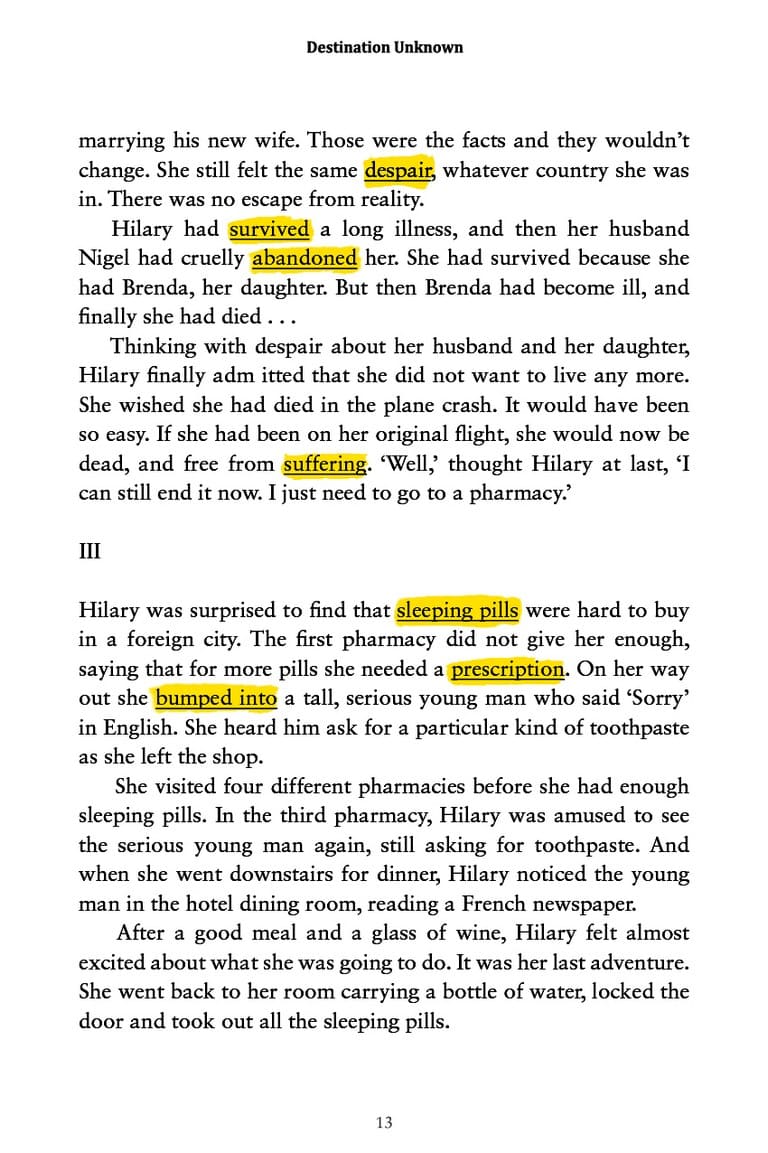 Destination Unknown
marrying his new wife. Those were the facts and they wouldn’t
change. She still felt the same despair, whatever country she was
in. There was no escape from reality.
Hilary had survived a long illness, and then her husband
Nigel had cruelly abandoned her. She had survived because she
had Brenda, her daughter. But then Brenda had become ill, and
finally she had died . . .
Thinking with despair about her husband and her daughter,
Hilary finally adm itted that she did not want to live any more.
She wished she had died in the plane crash. It would have been
so easy. If she had been on her original flight, she would now be
dead, and free from suffering. ‘Well,’ thought Hilary at last, ‘I
can still end it now. I just need to go to a pharmacy.’
III
Hilary was surprised to find that sleeping pills were hard to buy
in a foreign city. The first pharmacy did not give her enough,
saying that for more pills she needed a prescription. On her way
out she bumped into a tall, serious young man who said ‘Sorry’
in English. She heard him ask for a particular kind of toothpaste
as she left the shop.
She visited four different pharmacies before she had enough
sleeping pills. In the third pharmacy, Hilary was amused to see
the serious young man again, still asking for toothpaste. And
when she went downstairs for dinner, Hilary noticed the young
man in the hotel dining room, reading a French newspaper.
After a good meal and a glass of wine, Hilary felt almost
excited about what she was going to do. It was her last adventure.
She went back to her room carrying a bottle of water, locked the
door and took out all the sleeping pills.
13